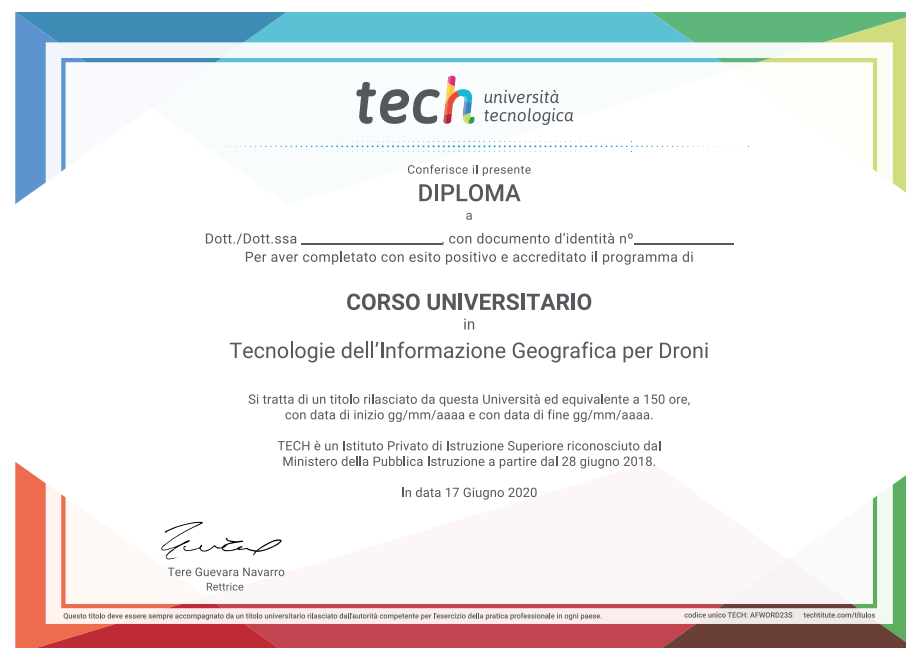 tech università
tecnologica
Conferisce il presente
DIPLOMA
a
Dott./Dott.ssa ____________________, con documento d'identità nº______________
Per aver completato con esito positivo e accreditato il programma di
CORSO UNIVERSITARIO
in
Tecnologie dell'Informazione Geografica per Droni
Si tratta di un titolo rilasciato da questa Università ed equivalente a 150 ore,
con data di inizio gg/mm/aaaa e con data di fine gg/mm/aaaa.
TECH è un Istituto Privato di Istruzione Superiore riconosciuto dal
Ministero della Pubblica Istruzione a partire dal 28 giugno 2018.
In data 17 Giugno 2020
Tere Guevara Navarro
Rettrice
Questo titolo deve essere sempre accompagnato da un titolo universitario rilasciato dall'autorità competente per l'esercizio della pratica professionale in ogni paese. codice unico TECH: AFWORD23S techtitute.com/títulos